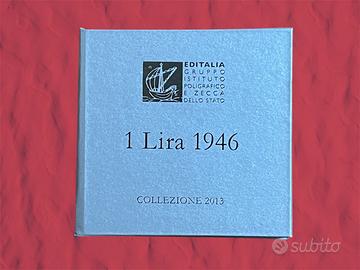 EDITALIA
GRUPPO
ISTITUTO
POLIGRAFICO
E ZECCA
DELLO STATO
1 Lira 1946
COLLEZIONE 2013
subito